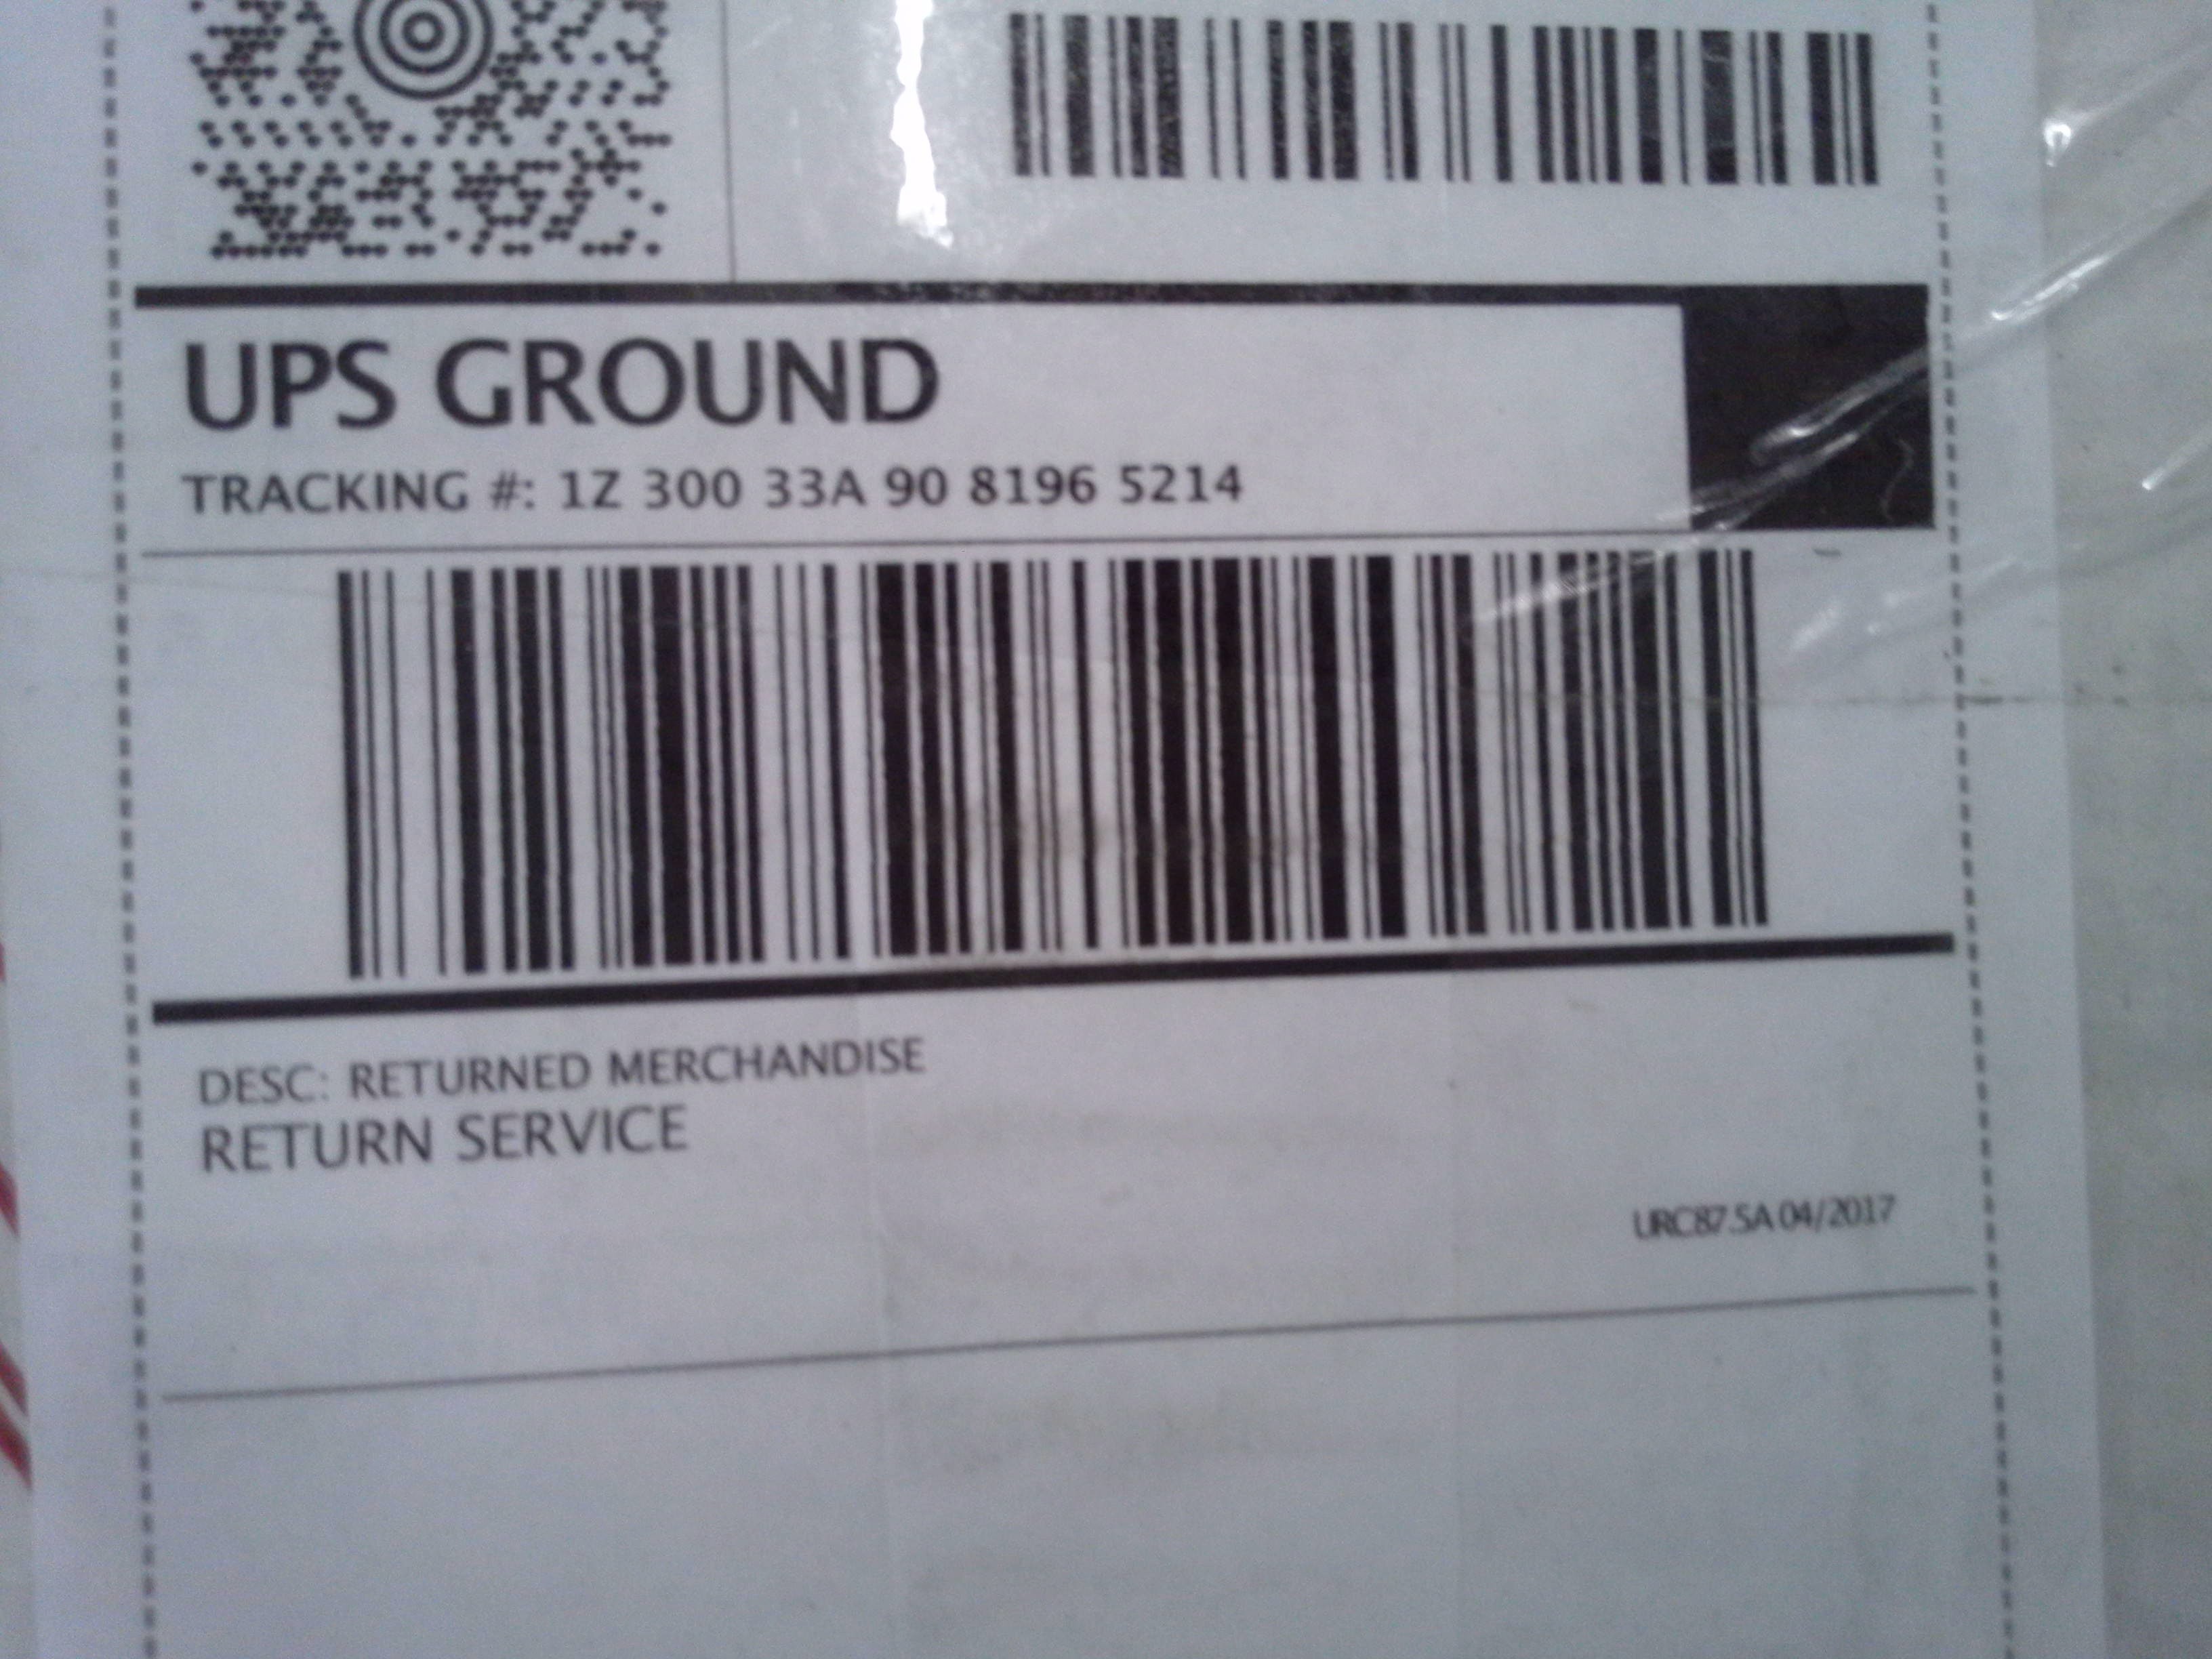 UPS GROUND
TRACKING #: 1Z 300 33A 90 8196 5214
DESC: RETURNED MERCHANDISE
RETURN SERVICE
URC87.5A 04/2017